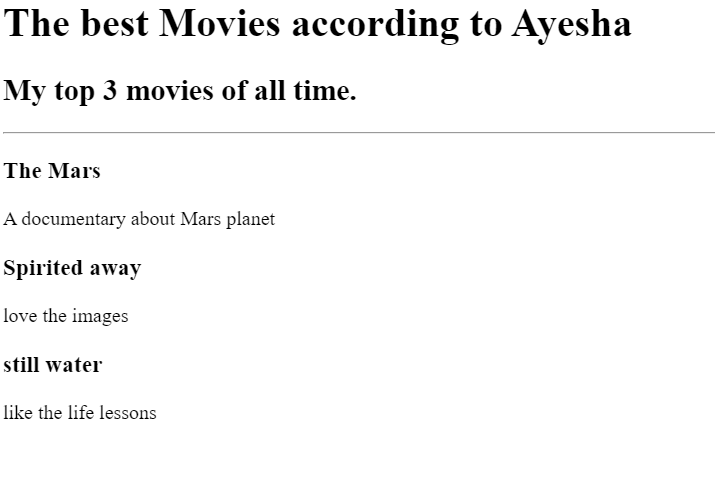 The best Movies according to Ayesha
My top 3 movies of all time.
The Mars
A documentary about Mars planet
Spirited away
love the images
still water
like the life lessons